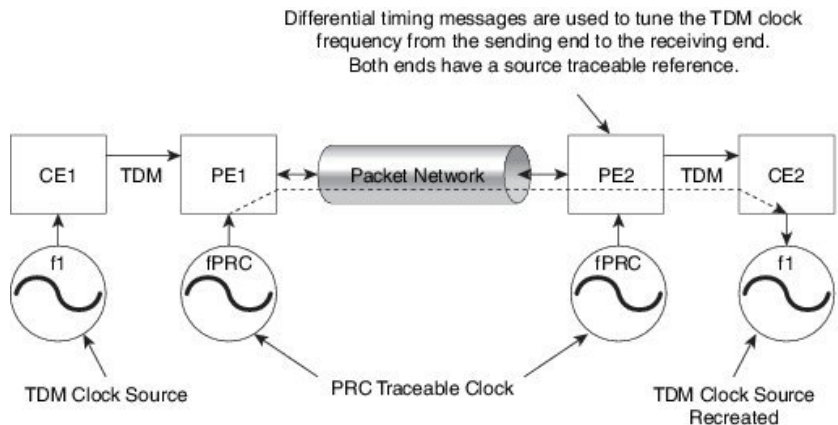 Differential timing messages are used to tune the TDM clock
frequency from the sending end to the receiving end.
Both ends have a source traceable reference.
CE1
TDM
PE1
Packet Network
PE2
TDM
CE2
f1
fPRC
fPRC
f1
TDM Clock Source
PRC Traceable Clock
TDM Clock Source
Recreated